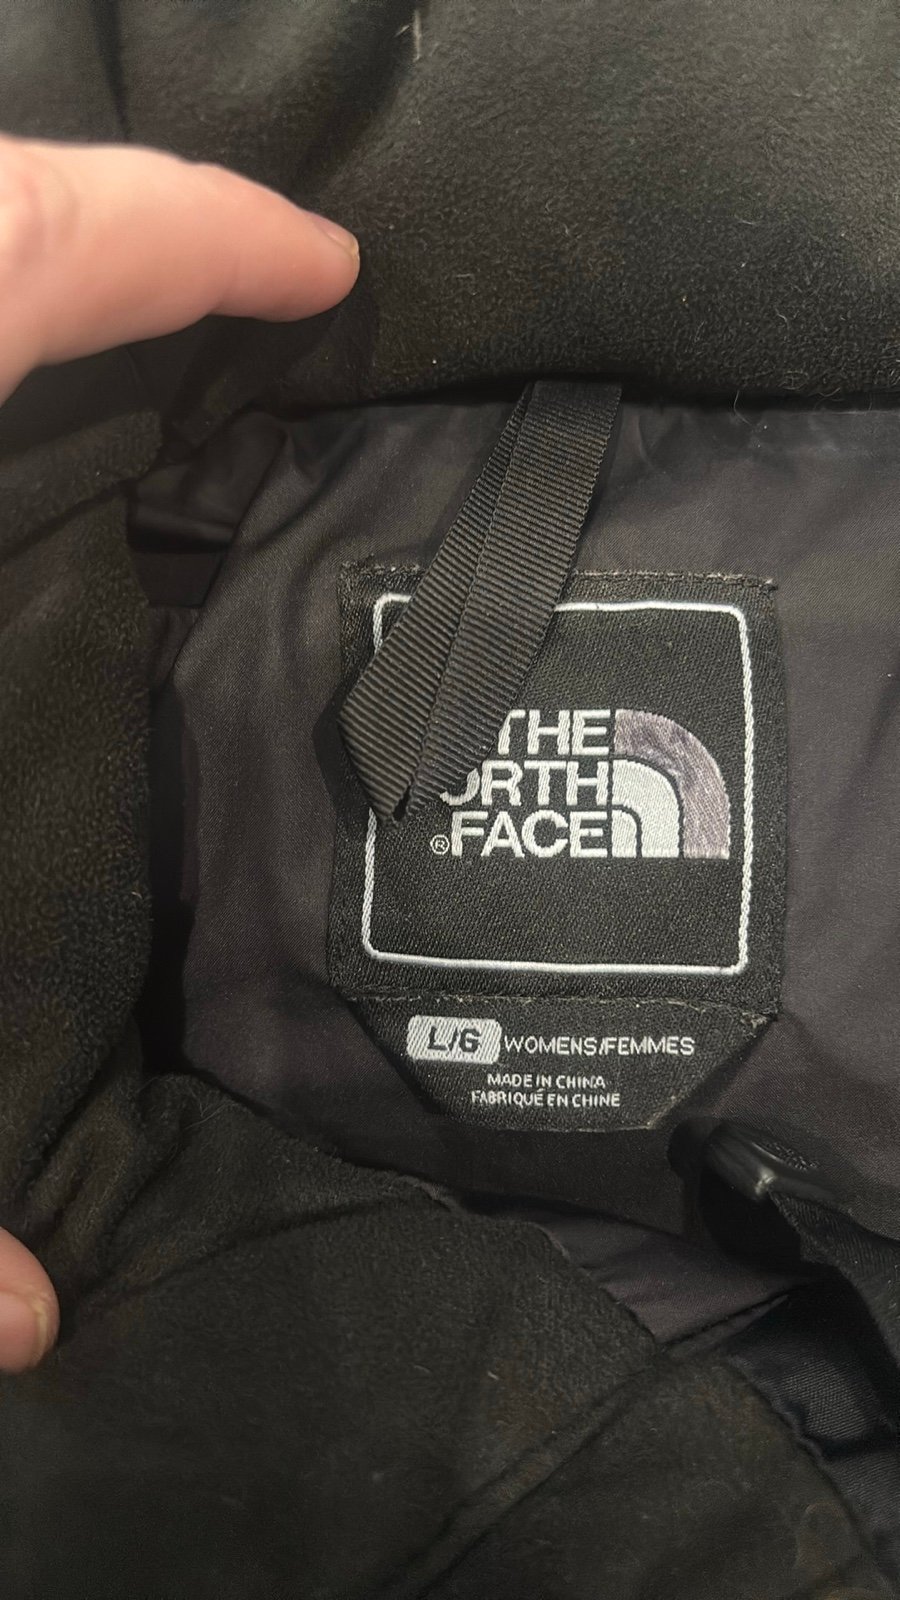 THE
ORTH
®FACE
L/G WOMENS/FEMMES
MADE IN CHINA
FABRIQUÉ EN CHINE